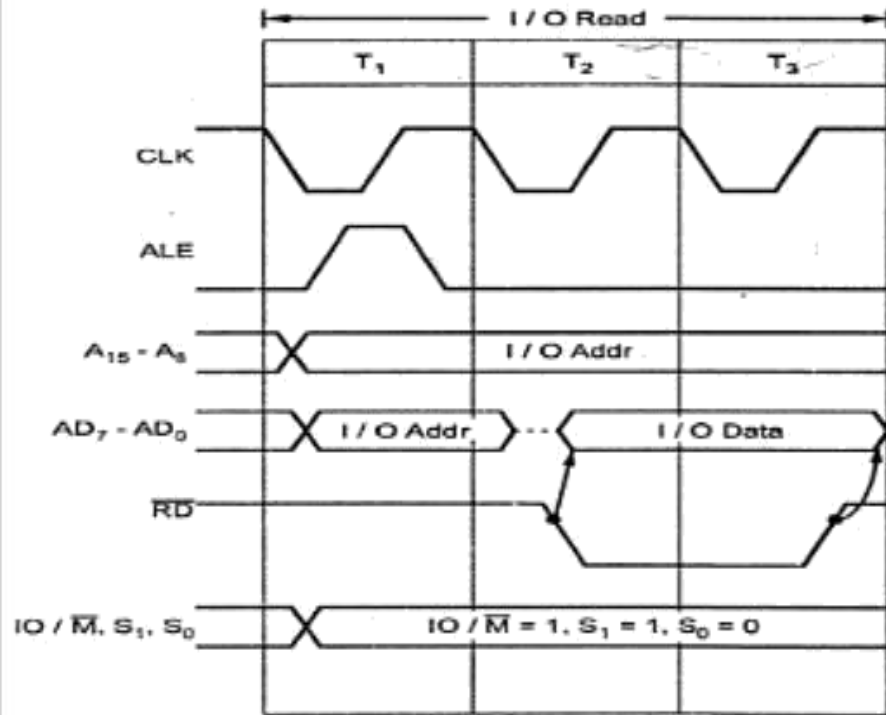 I / O Read
T₁ T₂ T₃
CLK
ALE
A₁₅ - A₈ I / O Addr
AD₇ - AD₀ I / O Addr I / O Data
R̅D̅
IO / M̅, S₁, S₀ IO / M̅ = 1, S₁ = 1, S₀ = 0